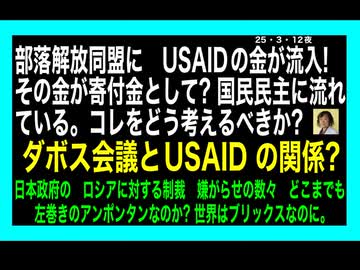 25・3・12夜
部落解放同盟に　USAIDの金が流入!
その金が寄付金として? 国民民主に流れ
ている。コレをどう考えるべきか?
ダボス会議とUSAID の関係?
日本政府の　ロシアに対する制裁　嫌がらせの数々　どこまでも
左巻きのアンポンタンなのか? 世界はブリックスなのに。